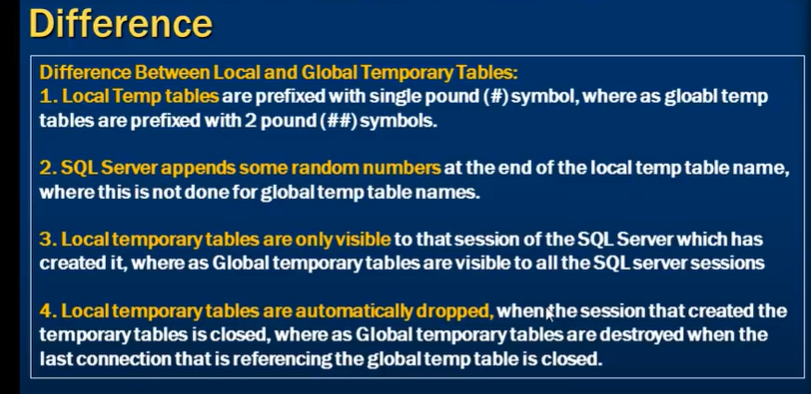 Difference
Difference Between Local and Global Temporary Tables:
1. Local Temp tables are prefixed with single pound (#) symbol, where as gloabl temp
tables are prefixed with 2 pound (##) symbols.
2. SQL Server appends some random numbers at the end of the local temp table name,
where this is not done for global temp table names.
3. Local temporary tables are only visible to that session of the SQL Server which has
created it, where as Global temporary tables are visible to all the SQL server sessions
4. Local temporary tables are automatically dropped, when the session that created the
temporary tables is closed, where as Global temporary tables are destroyed when the
last connection that is referencing the global temp table is closed.